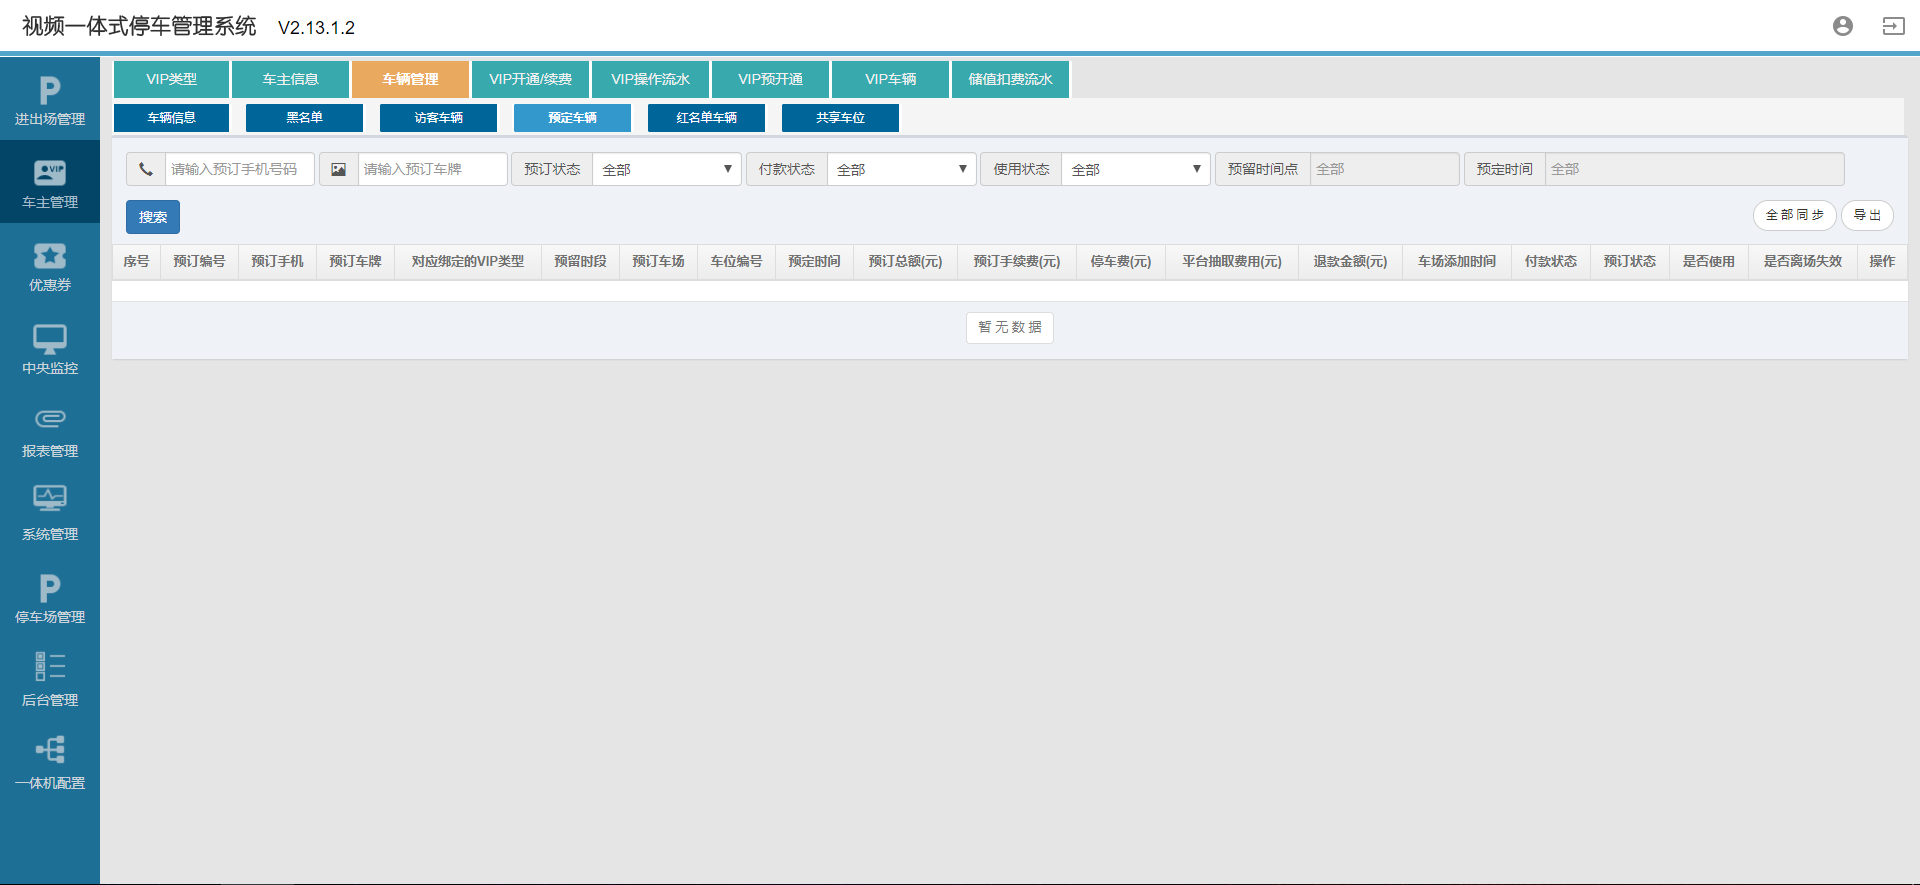 视频一体式停车管理系统 V2.13.1.2
进出场管理
车主管理
优惠券
中央监控
报表管理
系统管理
停车场管理
后台管理
一体机配置
VIP类型 车主信息 车辆管理 VIP开通/续费 VIP操作流水 VIP预开通 VIP车辆 储值扣费流水
车辆信息 黑名单 访客车辆 预定车辆 红名单车辆 共享车位
请输入预订手机号码 请输入预订车牌 预订状态 全部 付款状态 全部 使用状态 全部 预留时间点 全部 预定时间 全部
搜索 全部同步 导出
序号 预订编号 预订手机 预订车牌 对应绑定的VIP类型 预留时段 预订车场 车位编号 预定时间 预订总额(元) 预订手续费(元) 停车费(元) 平台抽取费用(元) 退款金额(元) 车场添加时间 付款状态 预订状态 是否使用 是否离场失效 操作
暂无数据